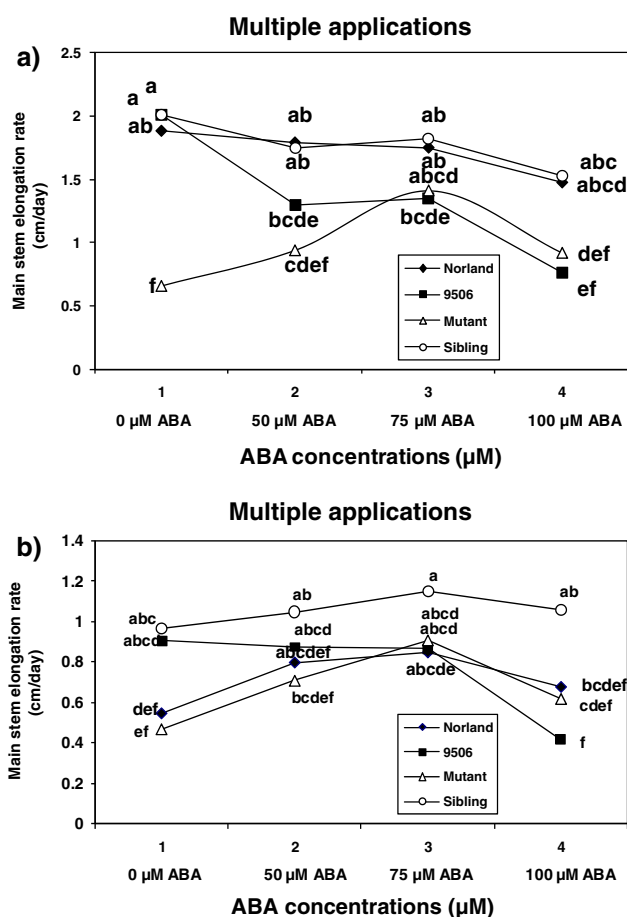 Multiple applications
a)
2.5
2
1.5
1
0.5
0
Main stem elongation rate
(cm/day)
a
a
ab
ab
ab
bcde
cdef
f
ab
ab
abcd
bcde
abc
abcd
def
ef
Norland
9506
Mutant
Sibling
1
2
3
4
0 µM ABA
50 µM ABA
75 µM ABA
100 µM ABA
ABA concentrations (µM)
Multiple applications
b)
1.4
1.2
1
0.8
0.6
0.4
0.2
0
Main stem elongation rate
(cm/day)
abc
abcd
def
ef
ab
abcd
abcdef
bcdef
a
abcd
abcd
abcde
ab
bcdef
cdef
f
Norland
9506
Mutant
Sibling
1
2
3
4
0 µM ABA
50 µM ABA
75 µM ABA
100 µM ABA
ABA concentrations (µM)